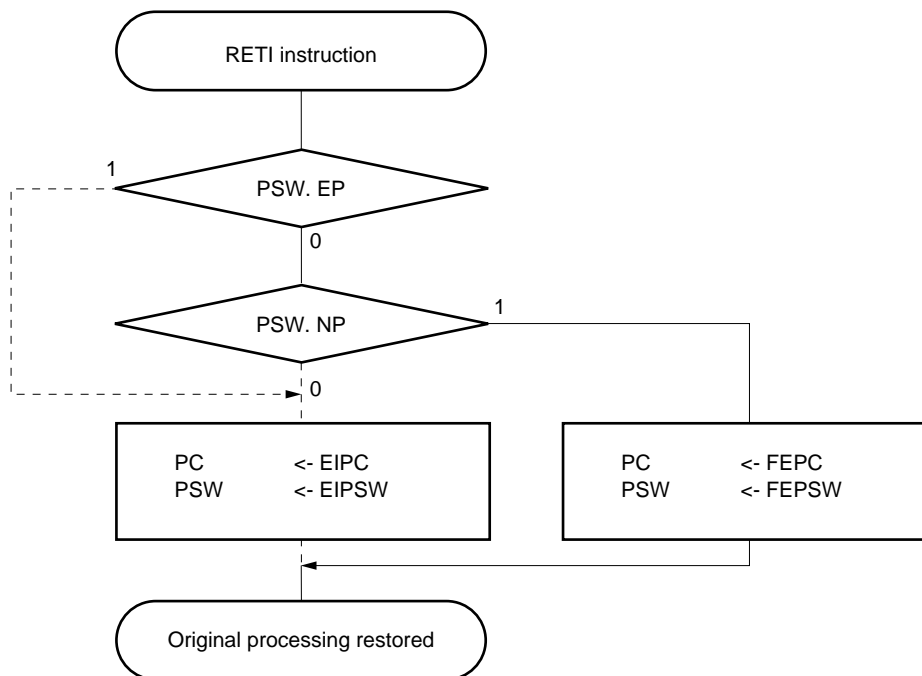 RETI instruction
1
PSW. EP
0
PSW. NP
1
0
PC <- EIPC
PSW <- EIPSW
PC <- FEPC
PSW <- FEPSW
Original processing restored